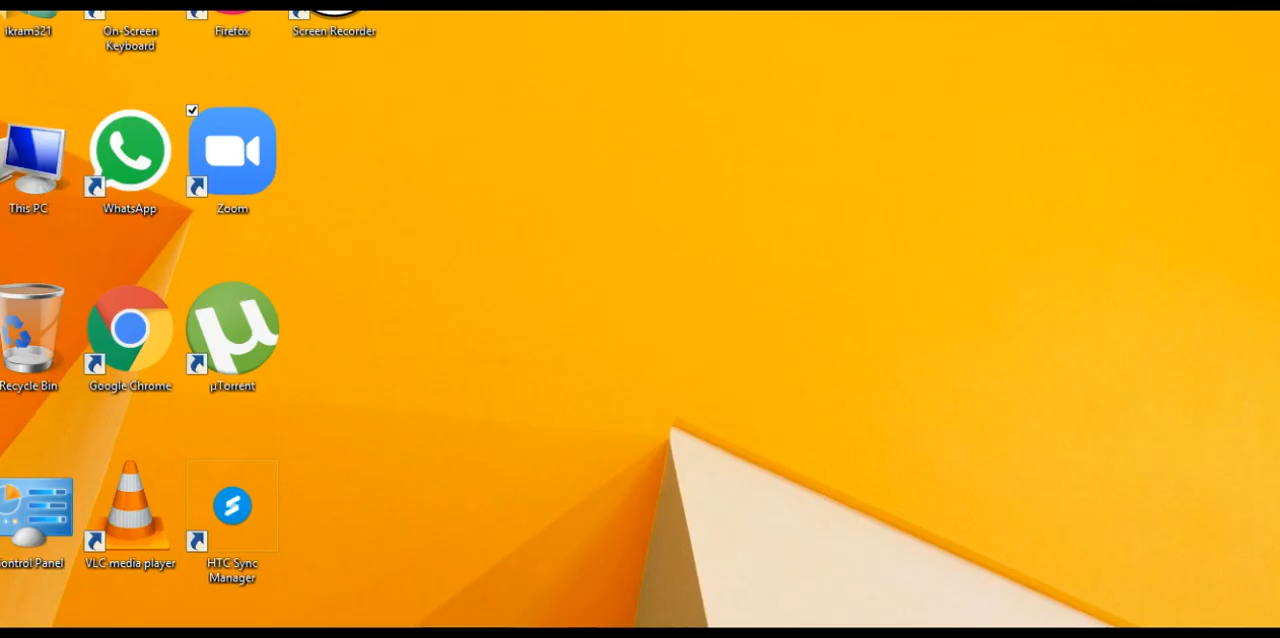 ikram321
On-Screen
Keyboard
Firefox
Screen Recorder
This PC
WhatsApp
Zoom
Recycle Bin
Google Chrome
µTorrent
ontrol Panel
VLC media player
HTC Sync
Manager